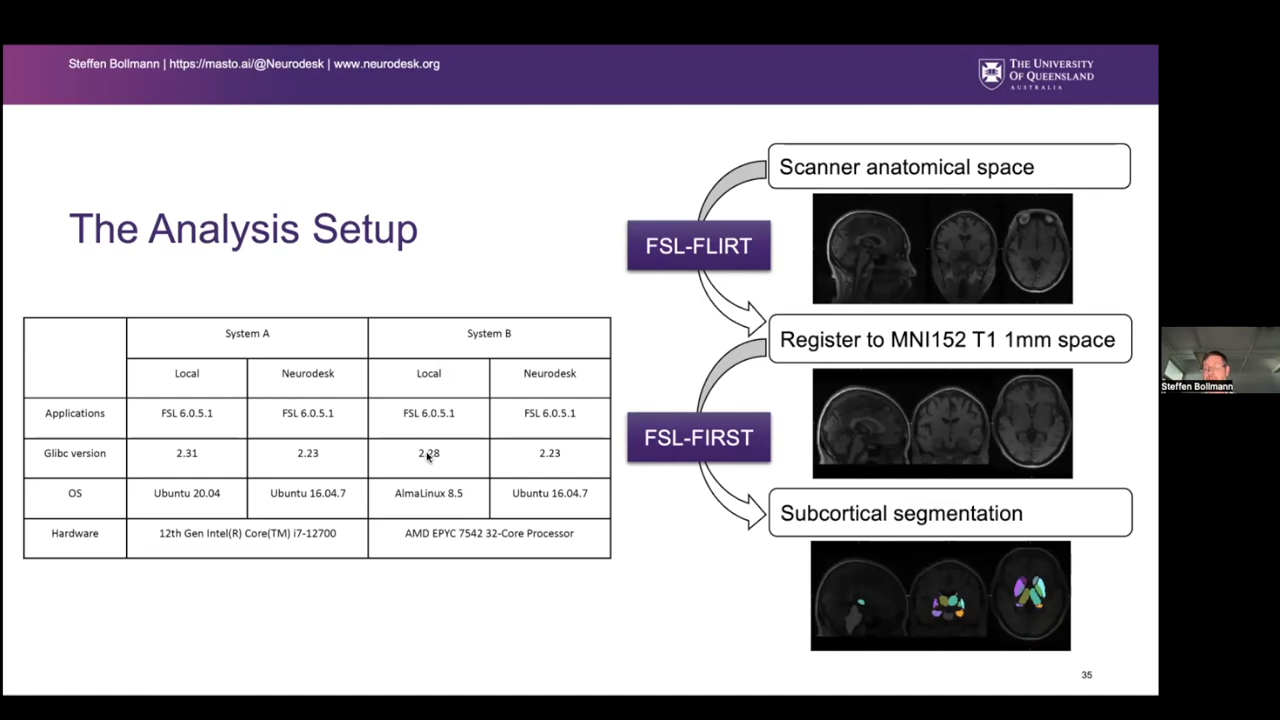 Steffen Bollmann | https://masto.ai/@Neurodesk | www.neurodesk.org
THE UNIVERSITY
OF QUEENSLAND
AUSTRALIA
The Analysis Setup
System A System B
Local Neurodesk Local Neurodesk
Applications FSL 6.0.5.1 FSL 6.0.5.1 FSL 6.0.5.1 FSL 6.0.5.1
Glibc version 2.31 2.23 2.28 2.23
OS Ubuntu 20.04 Ubuntu 16.04.7 AlmaLinux 8.5 Ubuntu 16.04.7
Hardware 12th Gen Intel(R) Core(TM) i7-12700 AMD EPYC 7542 32-Core Processor
Scanner anatomical space
FSL-FLIRT
Register to MNI152 T1 1mm space
FSL-FIRST
Subcortical segmentation
35
Steffen Bollmann